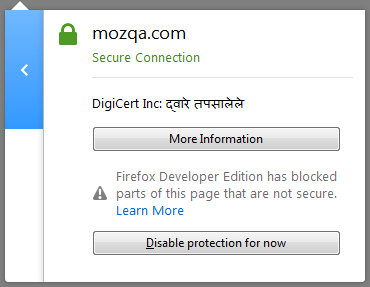 mozqa.com
Secure Connection
DigiCert Inc: द्वारे तपसालेले
More Information
Firefox Developer Edition has blocked
parts of this page that are not secure.
Learn More
Disable protection for now